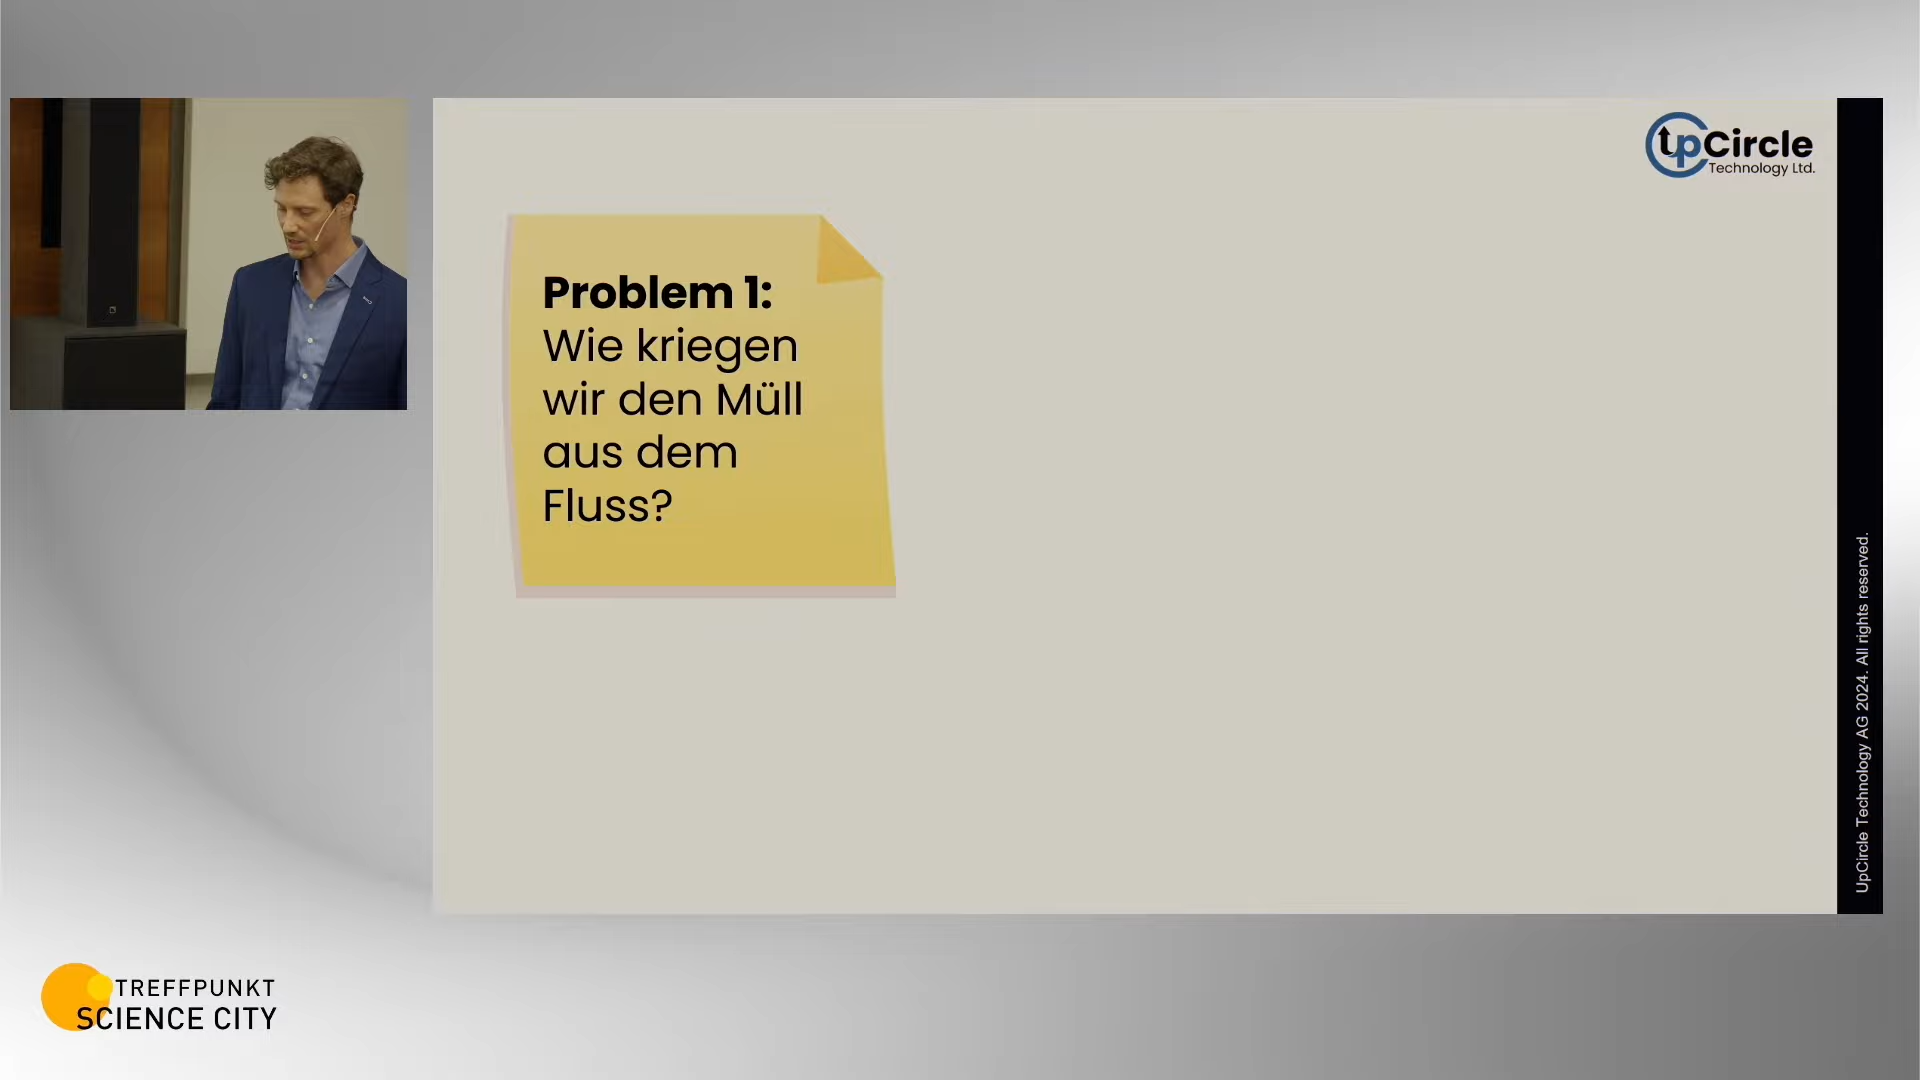 UpCircle
Technology Ltd.
Problem 1:
Wie kriegen
wir den Müll
aus dem
Fluss?
UpCircle Technology AG 2024. All rights reserved.
TREFFPUNKT
SCIENCE CITY